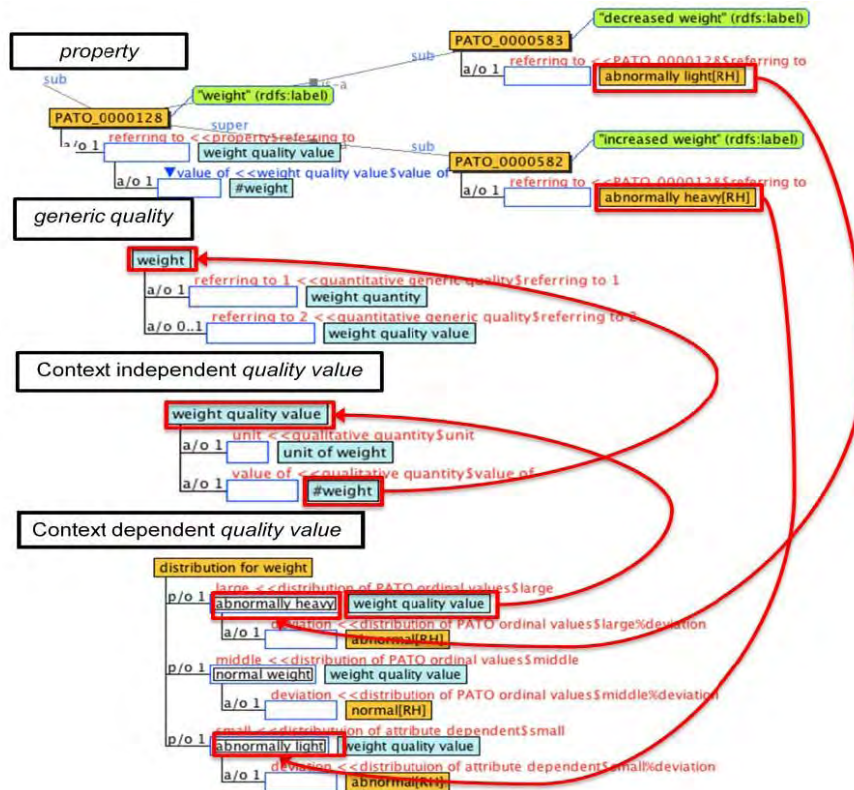 property
"decreased weight" (rdfs:label)
PATO_0000583
sub
is-a
referring to <<PATO_0000128$referring to
a/o 1
abnormally light[RH]
sub
"weight" (rdfs:label)
PATO_0000128
super
referring to <<property$referring to
a/o 1
weight quality value
"increased weight" (rdfs:label)
sub
PATO_0000582
value of <<weight quality value$value of
a/o 1
#weight
referring to <<PATO_0000128$referring to
a/o 1
abnormally heavy[RH]
generic quality
weight
referring to 1 <<quantitative generic quality$referring to 1
a/o 1
weight quantity
referring to 2 <<quantitative generic quality$referring to 2
a/o 0..1
weight quality value
Context independent quality value
weight quality value
unit <<qualitative quantity$unit
a/o 1
unit of weight
value of <<qualitative quantity$value of
a/o 1
#weight
Context dependent quality value
distribution for weight
large <<distribution of PATO ordinal values$large
p/o 1
abnormally heavy
weight quality value
deviation <<distribution of PATO ordinal values$large%deviation
a/o 1
abnormal[RH]
middle <<distribution of PATO ordinal values$middle
p/o 1
normal weight
weight quality value
deviation <<distribution of PATO ordinal values$middle%deviation
a/o 1
normal[RH]
small <<distributuion of attribute dependent$small
p/o 1
abnormally light
weight quality value
deviation <<distributuion of attribute dependent$small%deviation
a/o 1
abnormal[RH]